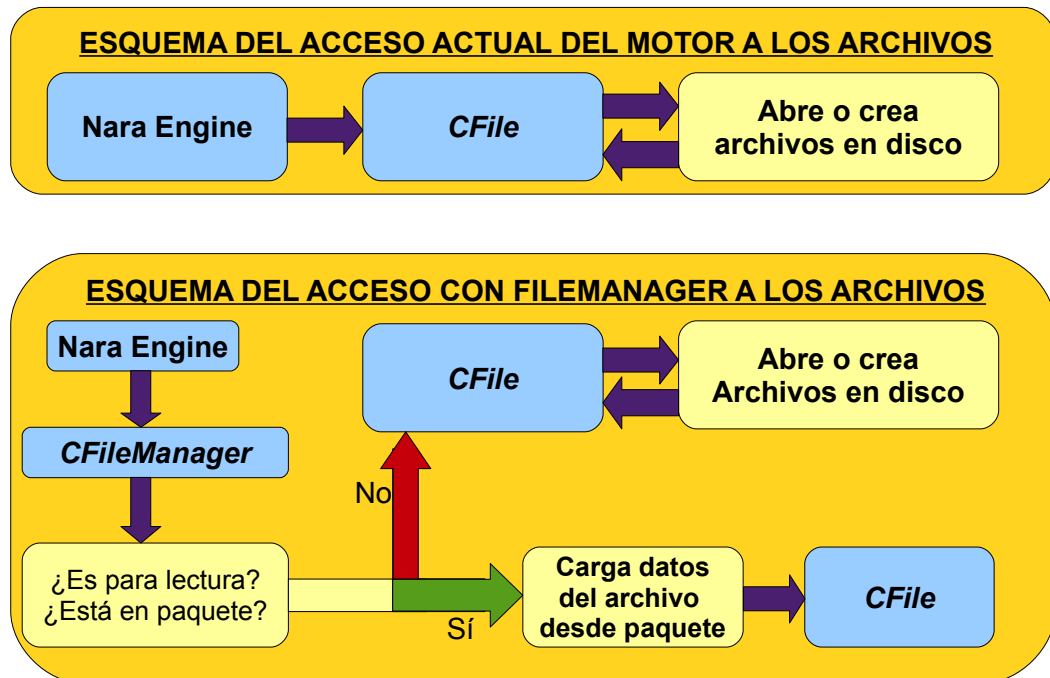 ESQUEMA DEL ACCESO ACTUAL DEL MOTOR A LOS ARCHIVOS
Nara Engine
CFile
Abre o crea
archivos en disco
ESQUEMA DEL ACCESO CON FILEMANAGER A LOS ARCHIVOS
Nara Engine
CFile
Abre o crea
Archivos en disco
CFileManager
No
¿Es para lectura?
¿Está en paquete?
Sí
Carga datos
del archivo
desde paquete
CFile